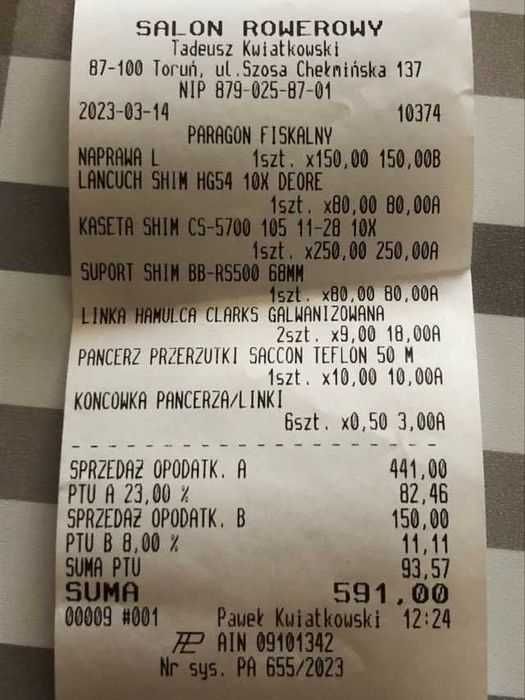 SALON ROWEROWY
Tadeusz Kwiatkowski
87-100 Toruń, ul.Szosa Chełmińska 137
NIP 879-025-87-01
2023-03-14 10374
PARAGON FISKALNY
NAPRAWA L 1szt. x150,00 150,00B
LANCUCH SHIM HG54 10X DEORE
1szt. x80,00 80,00A
KASETA SHIM CS-5700 105 11-28 10X
1szt. x250,00 250,00A
SUPORT SHIM BB-RS500 68MM
1szt. x80,00 80,00A
LINKA HAMULCA CLARKS GALWANIZOWANA
2szt. x9,00 18,00A
PANCERZ PRZERZUTKI SACCON TEFLON 50 M
1szt. x10,00 10,00A
KONCOWKA PANCERZA/LINKI
6szt. x0,50 3,00A
SPRZEDAŻ OPODATK. A 441,00
PTU A 23,00 % 82,46
SPRZEDAŻ OPODATK. B 150,00
PTU B 8,00 % 11,11
SUMA PTU 93,57
SUMA 591,00
00009 #001 Paweł Kwiatkowski 12:24
AIN 09101342
Nr sys. PA 655/2023